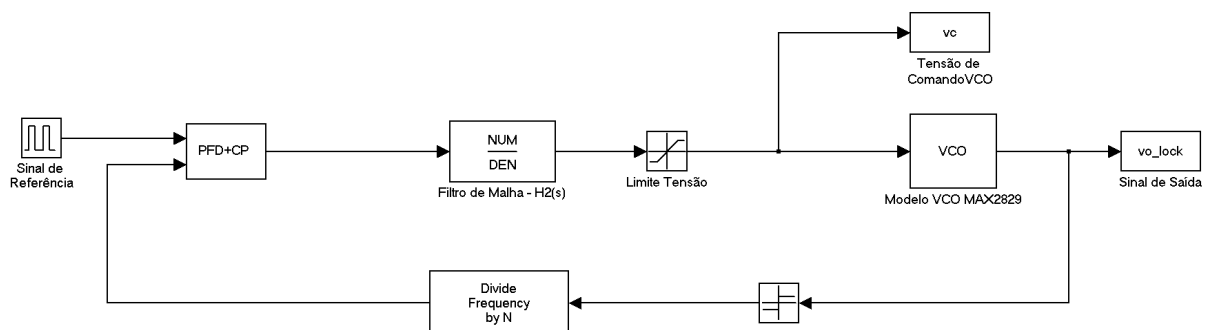 vc
Tensão de
ComandoVCO
Sinal de
Referência
PFD+CP
NUM
DEN
Filtro de Malha - H2(s)
Limite Tensão
VCO
Modelo VCO MAX2829
vo_lock
Sinal de Saída
Divide
Frequency
by N